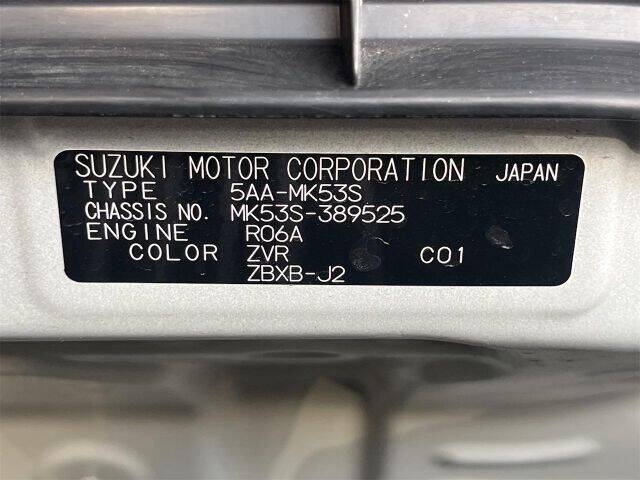 SUZUKI MOTOR CORPORATION JAPAN
TYPE 5AA-MK53S
CHASSIS NO. MK53S-389525
ENGINE R06A
COLOR ZVR C01
ZBXB-J2